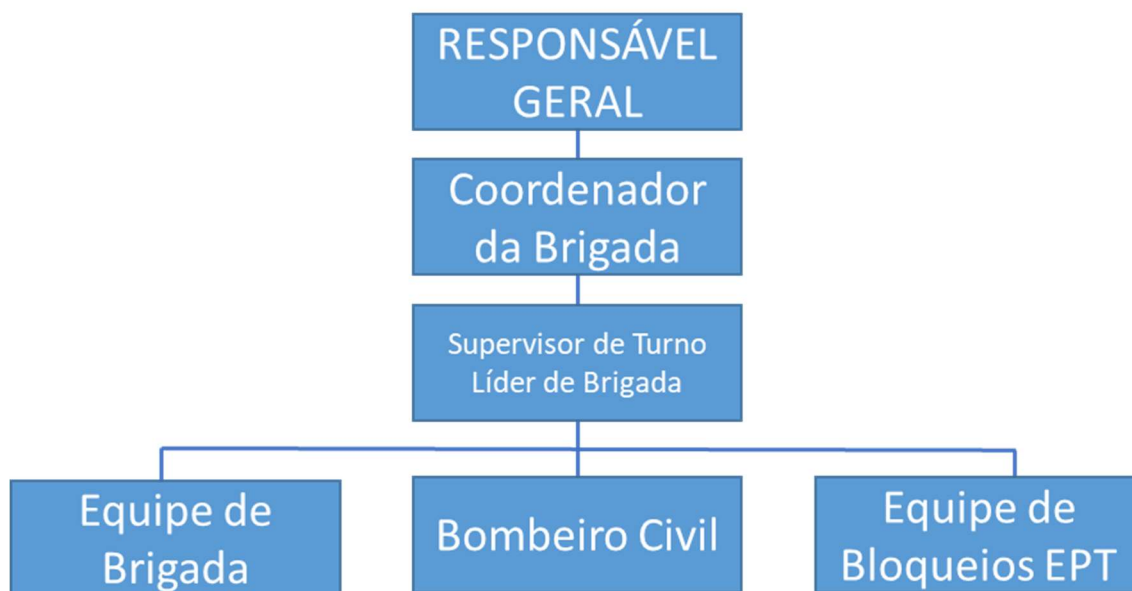 RESPONSÁVEL
GERAL
Coordenador
da Brigada
Supervisor de Turno
Líder de Brigada
Equipe de
Brigada
Bombeiro Civil
Equipe de
Bloqueios EPT